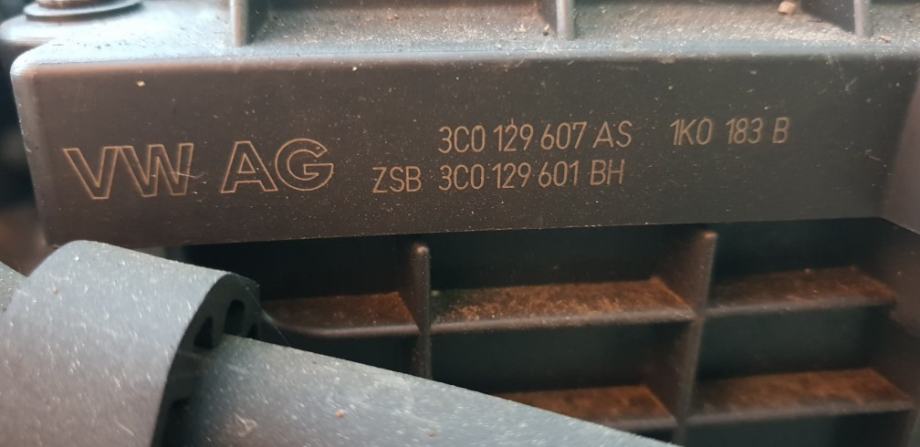 VW AG
3C0 129 607 AS 1K0 183 B
ZSB 3C0 129 601 BH